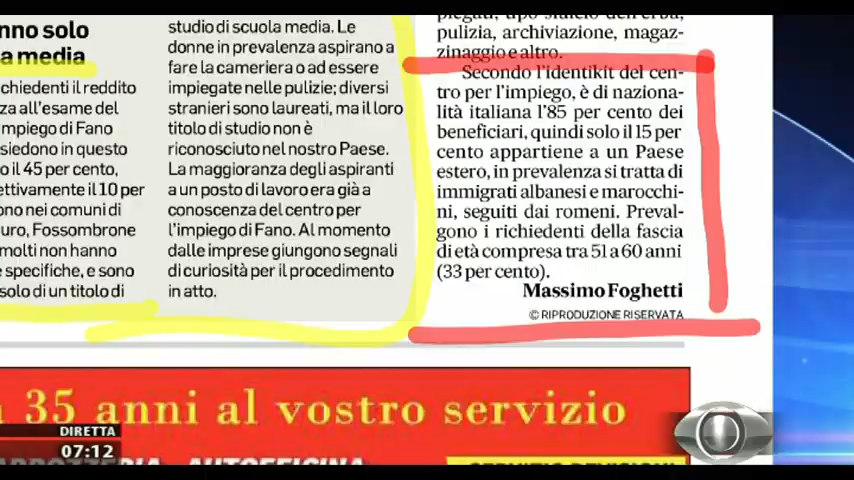 nno solo
a media
chiedenti il reddito
za all'esame del
mpiego di Fano
siedono in questo
o il 45 per cento,
ettivamente il 10 per
ono nei comuni di
uro, Fossombrone
molti non hanno
e specifiche, e sono
solo di un titolo di
studio di scuola media. Le
donne in prevalenza aspirano a
fare la cameriera o ad essere
impiegate nelle pulizie; diversi
stranieri sono laureati, ma il loro
titolo di studio non è
riconosciuto nel nostro Paese.
La maggioranza degli aspiranti
a un posto di lavoro era già a
conoscenza del centro per
l'impiego di Fano. Al momento
dalle imprese giungono segnali
di curiosità per il procedimento
in atto.
piegati, tipo sfalcio dell'erba,
pulizia, archiviazione, magaz-
zinaggio e altro.
Secondo l'identikit del cen-
tro per l'impiego, è di naziona-
lità italiana l'85 per cento dei
beneficiari, quindi solo il 15 per
cento appartiene a un Paese
estero, in prevalenza si tratta di
immigrati albanesi e marocchi-
ni, seguiti dai romeni. Preval-
gono i richiedenti della fascia
di età compresa tra 51 a 60 anni
(33 per cento).
Massimo Foghetti
© RIPRODUZIONE RISERVATA
35 anni al vostro servizio
DIRETTA
07:12
AUTOFFICINA